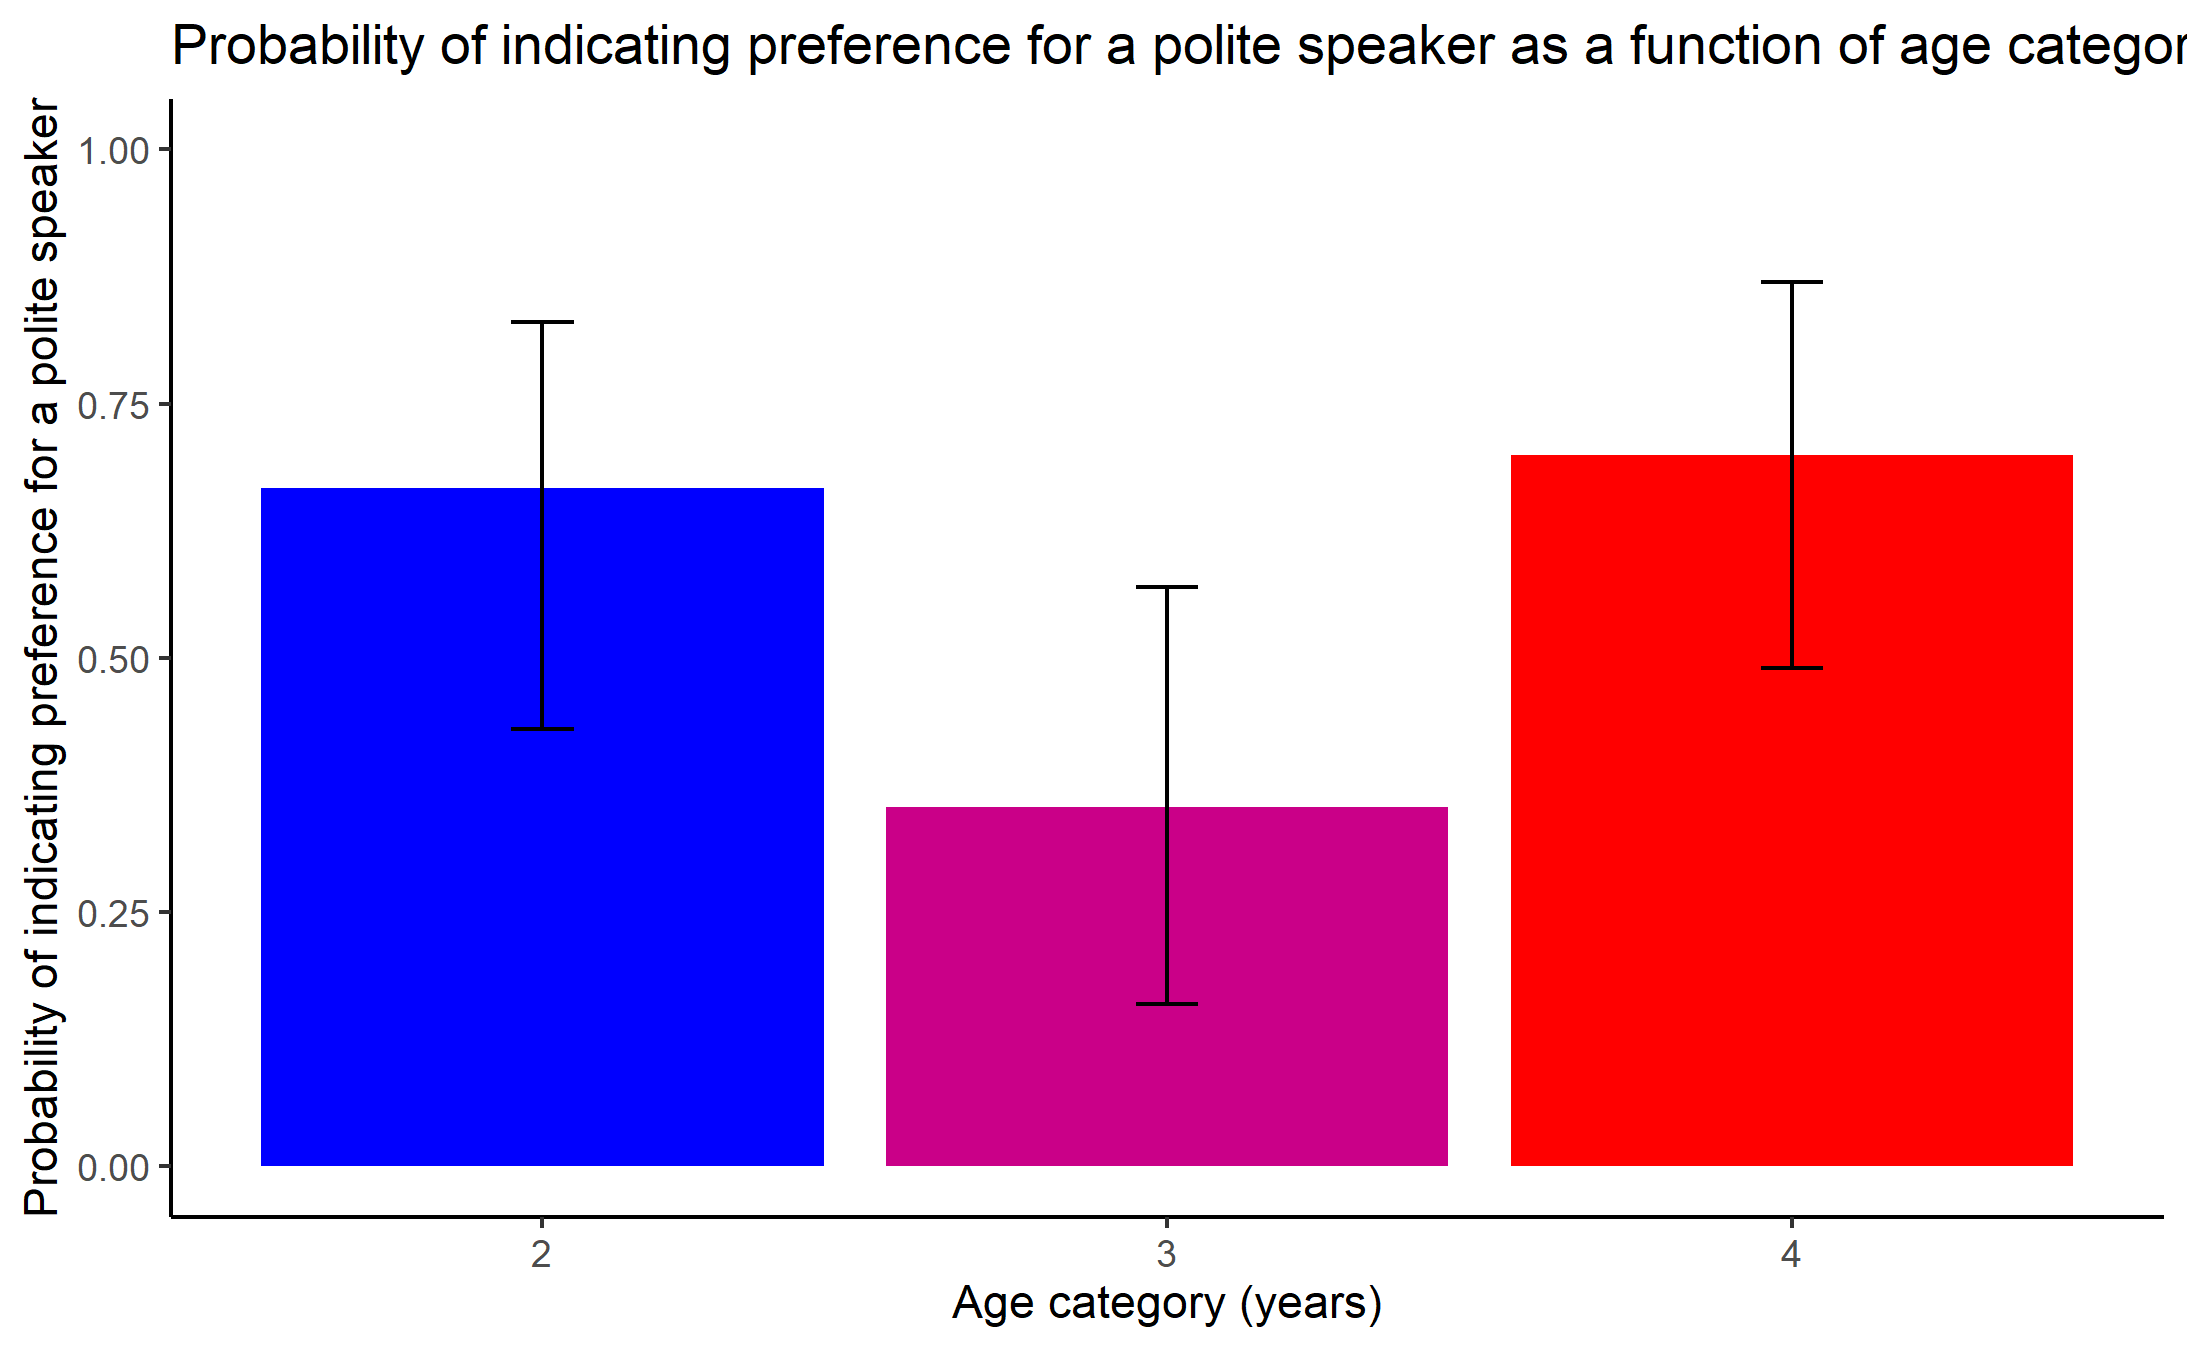 Probability of indicating preference for a polite speaker as a function of age categor
Probability of indicating preference for a polite speaker
1.00
0.75
0.50
0.25
0.00
2
3
4
Age category (years)